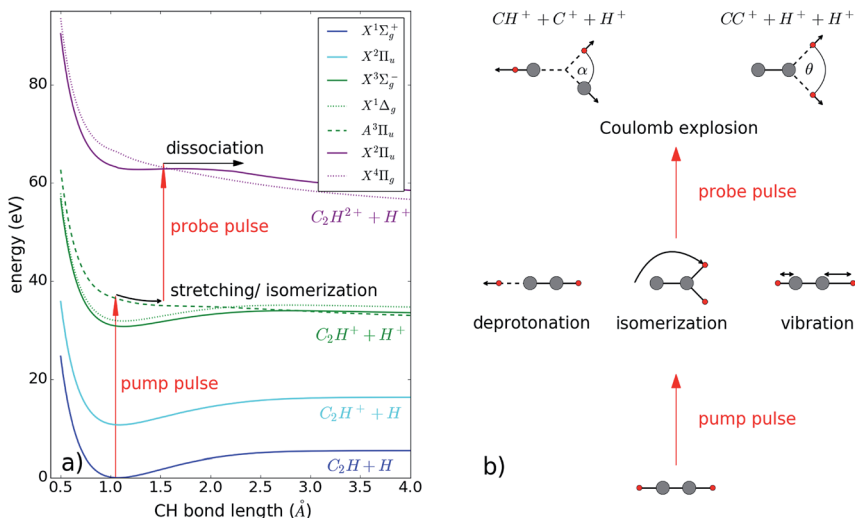 80
60
40
20
0
energy (eV)
0.5 1.0 1.5 2.0 2.5 3.0 3.5 4.0
CH bond length (Å)
X¹Σg⁺
X²Πu
X³Σg⁻
X¹Δg
A³Πu
X²Πu
X⁴Πg
dissociation
C₂H²⁺ + H⁺
probe pulse
stretching/ isomerization
C₂H⁺ + H⁺
pump pulse
C₂H⁺ + H
C₂H + H
a)
CH⁺ + C⁺ + H⁺
CC⁺ + H⁺ + H⁺
α
θ
Coulomb explosion
probe pulse
deprotonation
isomerization
vibration
pump pulse
b)